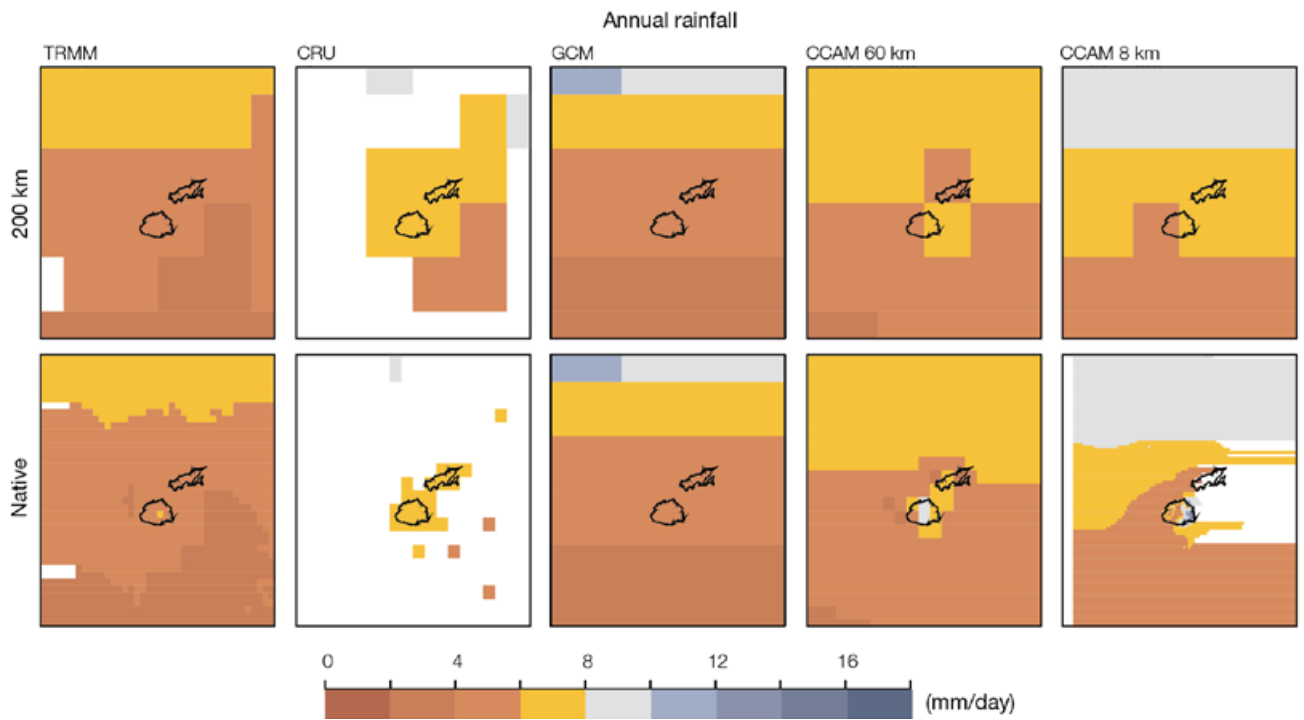 Annual rainfall
TRMM
CRU
GCM
CCAM 60 km
CCAM 8 km
200 km
Native
0 4 8 12 16
(mm/day)